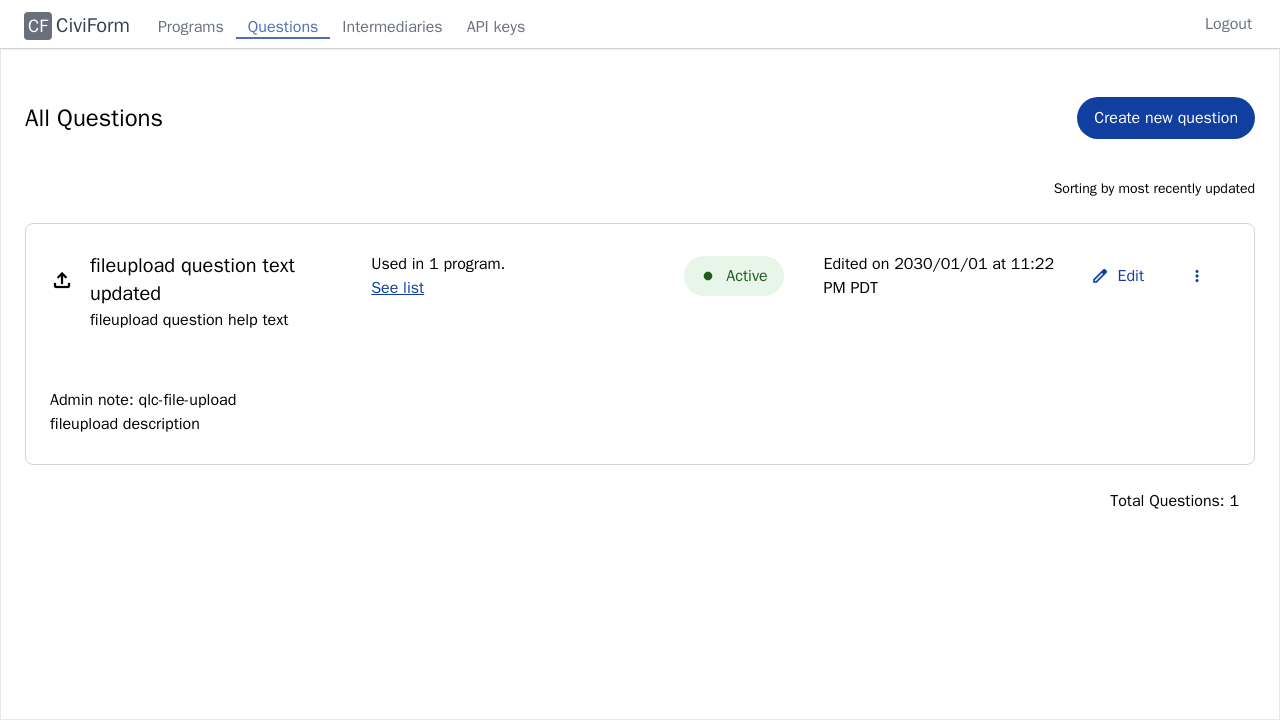 CF CiviForm Programs Questions Intermediaries API keys Logout
All Questions
Create new question
Sorting by most recently updated
fileupload question text
updated
fileupload question help text
Used in 1 program.
See list
Active
Edited on 2030/01/01 at 11:22
PM PDT
Edit
Admin note: qlc-file-upload
fileupload description
Total Questions: 1